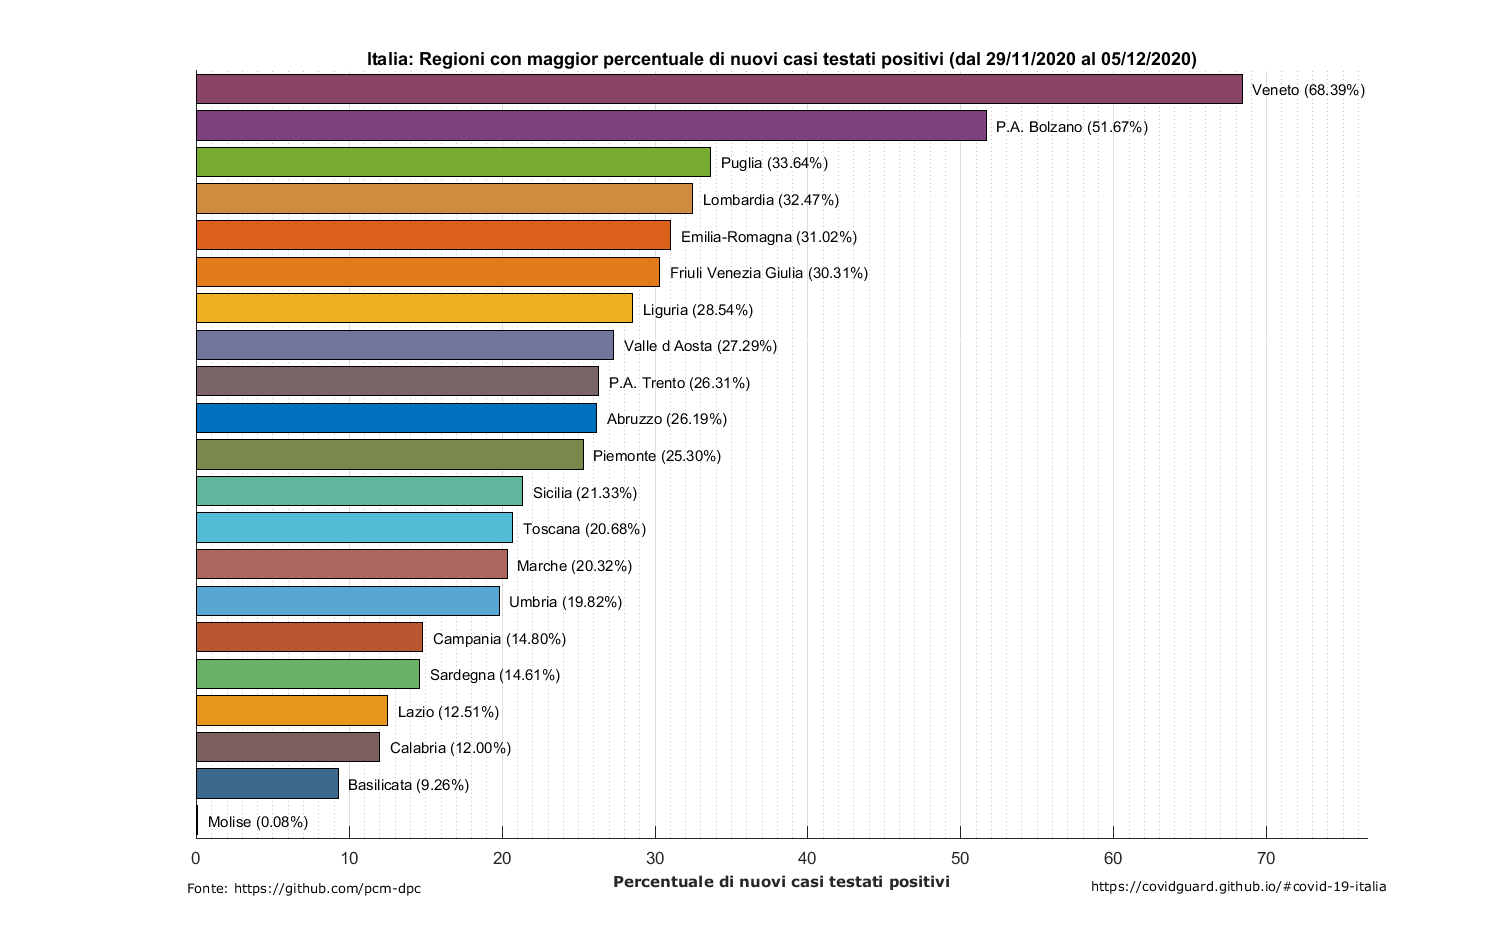 Italia: Regioni con maggior percentuale di nuovi casi testati positivi (dal 29/11/2020 al 05/12/2020)
Veneto (68.39%)
P.A. Bolzano (51.67%)
Puglia (33.64%)
Lombardia (32.47%)
Emilia-Romagna (31.02%)
Friuli Venezia Giulia (30.31%)
Liguria (28.54%)
Valle d Aosta (27.29%)
P.A. Trento (26.31%)
Abruzzo (26.19%)
Piemonte (25.30%)
Sicilia (21.33%)
Toscana (20.68%)
Marche (20.32%)
Umbria (19.82%)
Campania (14.80%)
Sardegna (14.61%)
Lazio (12.51%)
Calabria (12.00%)
Basilicata (9.26%)
Molise (0.08%)
0 10 20 30 40 50 60 70
Percentuale di nuovi casi testati positivi
Fonte: https://github.com/pcm-dpc
https://covidguard.github.io/#covid-19-italia